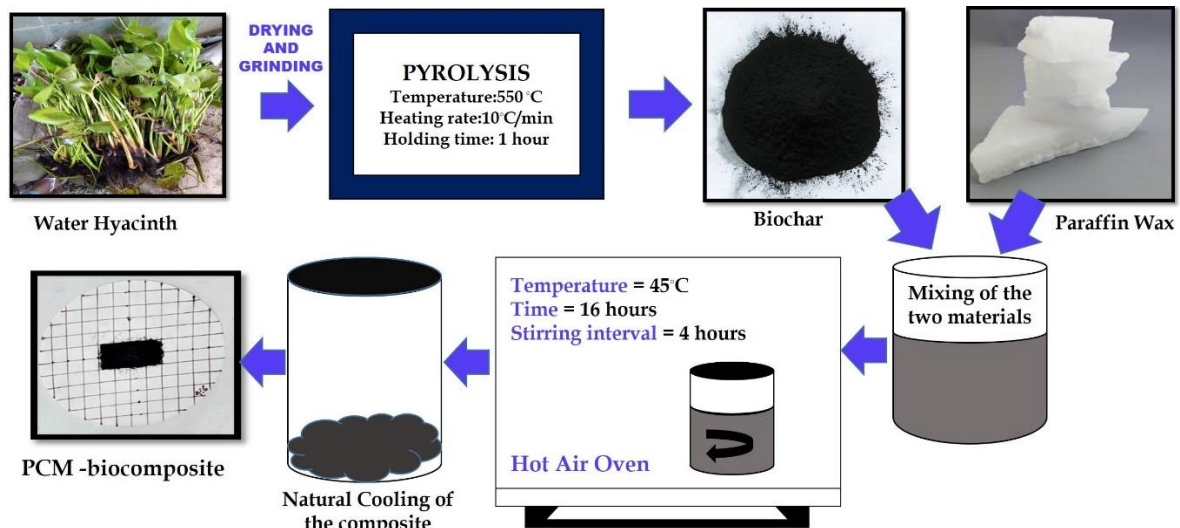 DRYING
AND
GRINDING
PYROLYSIS
Temperature:550 °C
Heating rate:10°C/min
Holding time: 1 hour
Water Hyacinth
Biochar
Paraffin Wax
Mixing of the
two materials
Temperature = 45°C
Time = 16 hours
Stirring interval = 4 hours
Hot Air Oven
Natural Cooling of
the composite
PCM -biocomposite